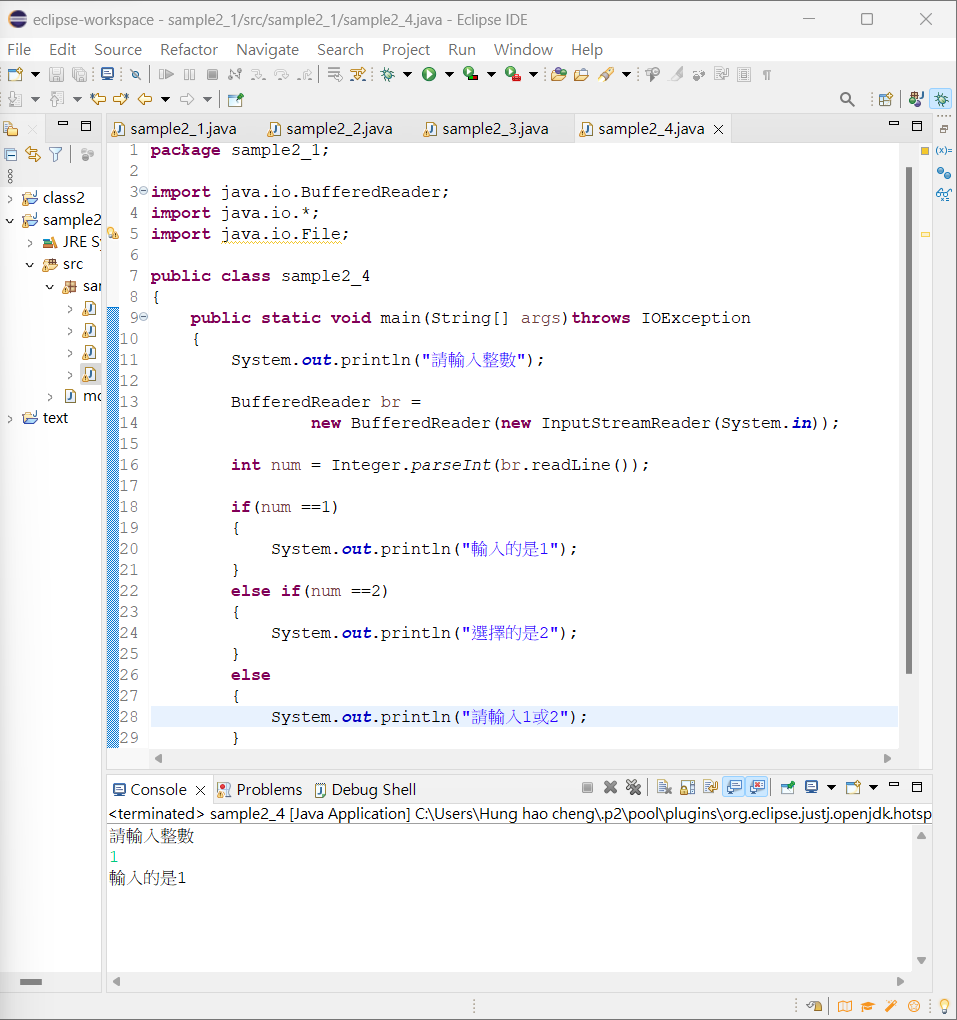 eclipse-workspace - sample2_1/src/sample2_1/sample2_4.java - Eclipse IDE
File Edit Source Refactor Navigate Search Project Run Window Help
sample2_1.java sample2_2.java sample2_3.java sample2_4.java
class2
sample2
JRE Sy
src
sar
mo
text
1 package sample2_1;
2
3 import java.io.BufferedReader;
4 import java.io.*;
5 import java.io.File;
6
7 public class sample2_4
8 {
9 public static void main(String[] args)throws IOException
10 {
11 System.out.println("請輸入整數");
12
13 BufferedReader br =
14 new BufferedReader(new InputStreamReader(System.in));
15
16 int num = Integer.parseInt(br.readLine());
17
18 if(num ==1)
19 {
20 System.out.println("輸入的是1");
21 }
22 else if(num ==2)
23 {
24 System.out.println("選擇的是2");
25 }
26 else
27 {
28 System.out.println("請輸入1或2");
29 }
Console Problems Debug Shell
<terminated> sample2_4 [Java Application] C:\Users\Hung hao cheng\.p2\pool\plugins\org.eclipse.justj.openjdk.hotsp
請輸入整數
1
輸入的是1